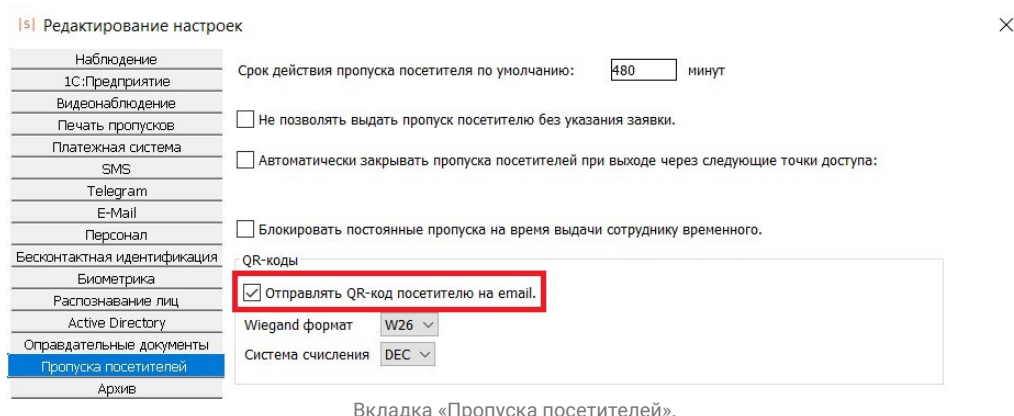 |s| Редактирование настроек
Наблюдение
1С:Предприятие
Видеонаблюдение
Печать пропусков
Платежная система
SMS
Telegram
E-Mail
Персонал
Бесконтактная идентификация
Биометрика
Распознавание лиц
Active Directory
Оправдательные документы
Пропуска посетителей
Архив
Срок действия пропуска посетителя по умолчанию: 480 минут
Не позволять выдать пропуск посетителю без указания заявки.
Автоматически закрывать пропуска посетителей при выходе через следующие точки доступа:
Блокировать постоянные пропуска на время выдачи сотруднику временного.
QR-коды
Отправлять QR-код посетителю на email.
Wiegand формат W26
Система счисления DEC
Вкладка «Пропуска посетителей».